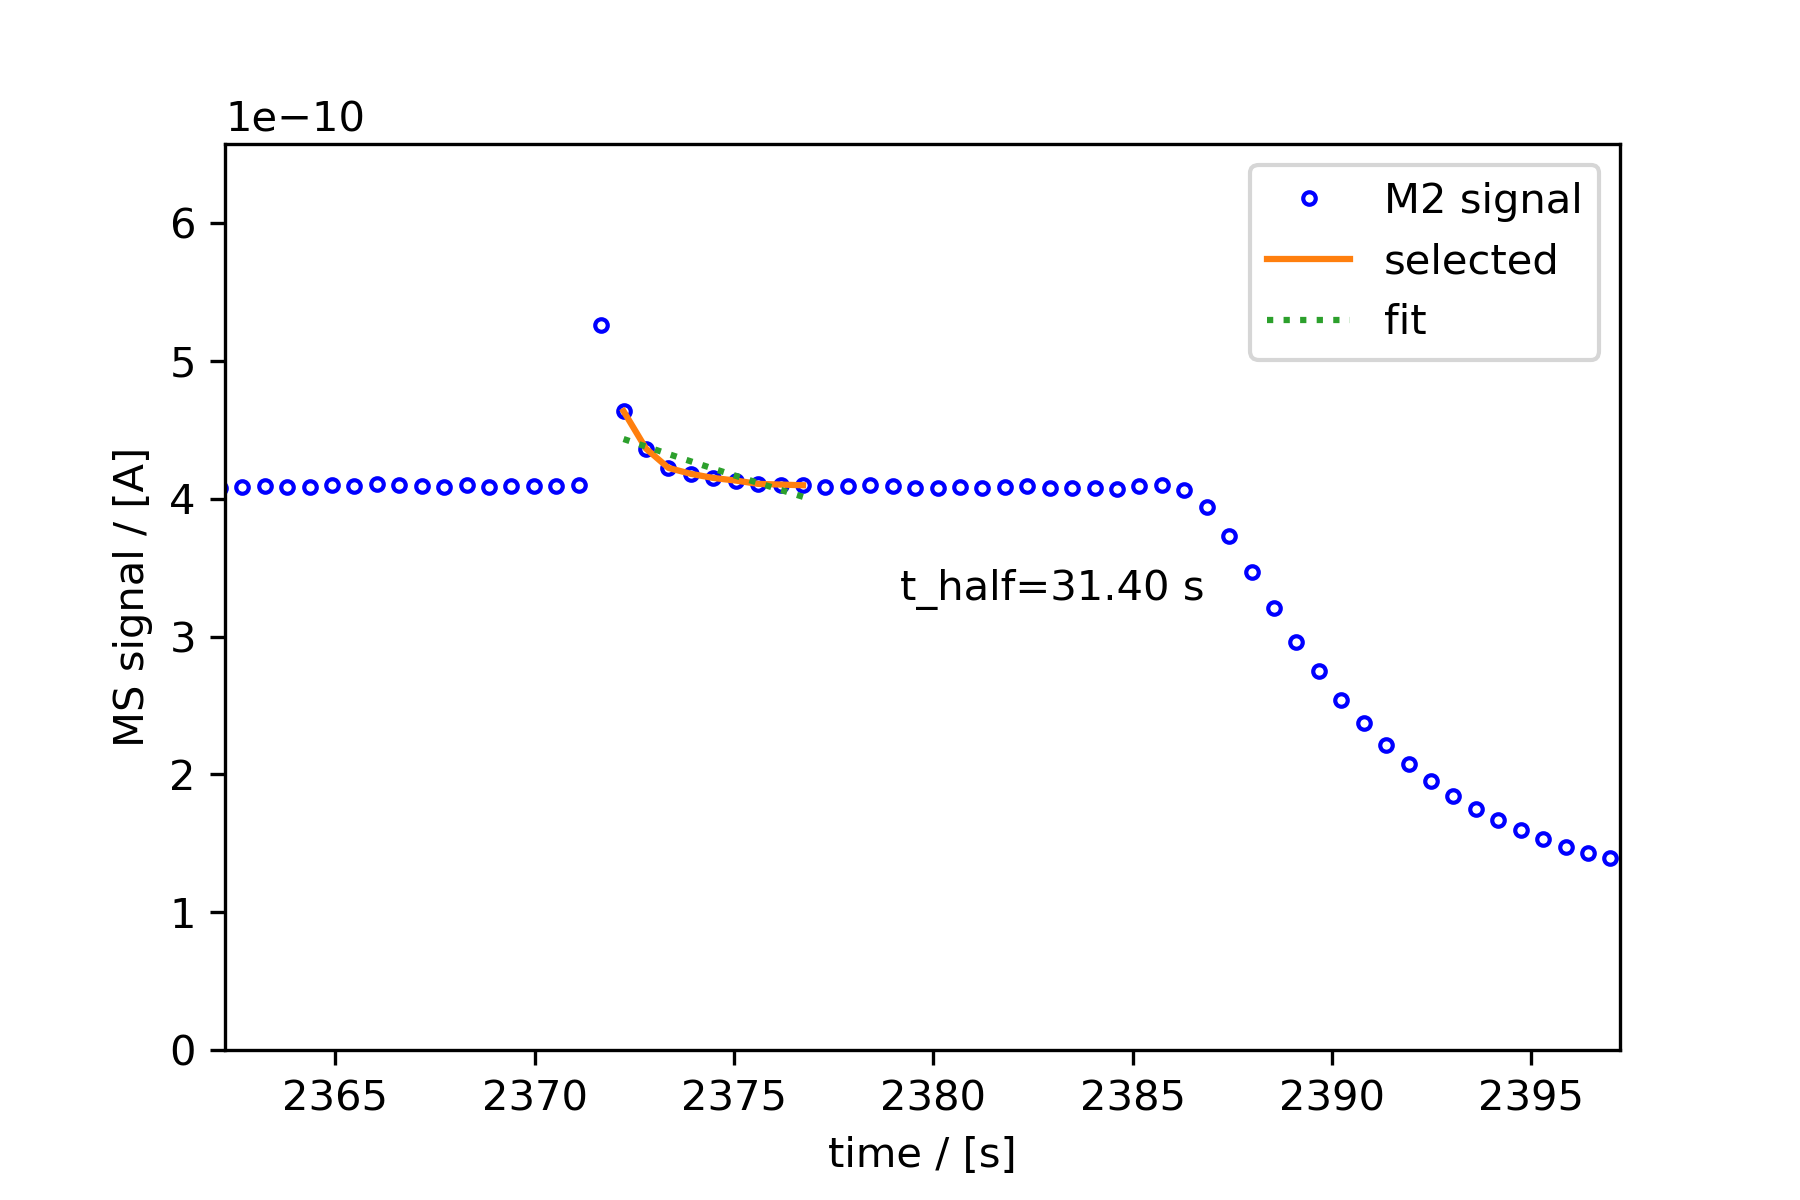 1e−10
M2 signal
selected
fit
6
5
4
3
2
1
0
MS signal / [A]
t_half=31.40 s
2365 2370 2375 2380 2385 2390 2395
time / [s]